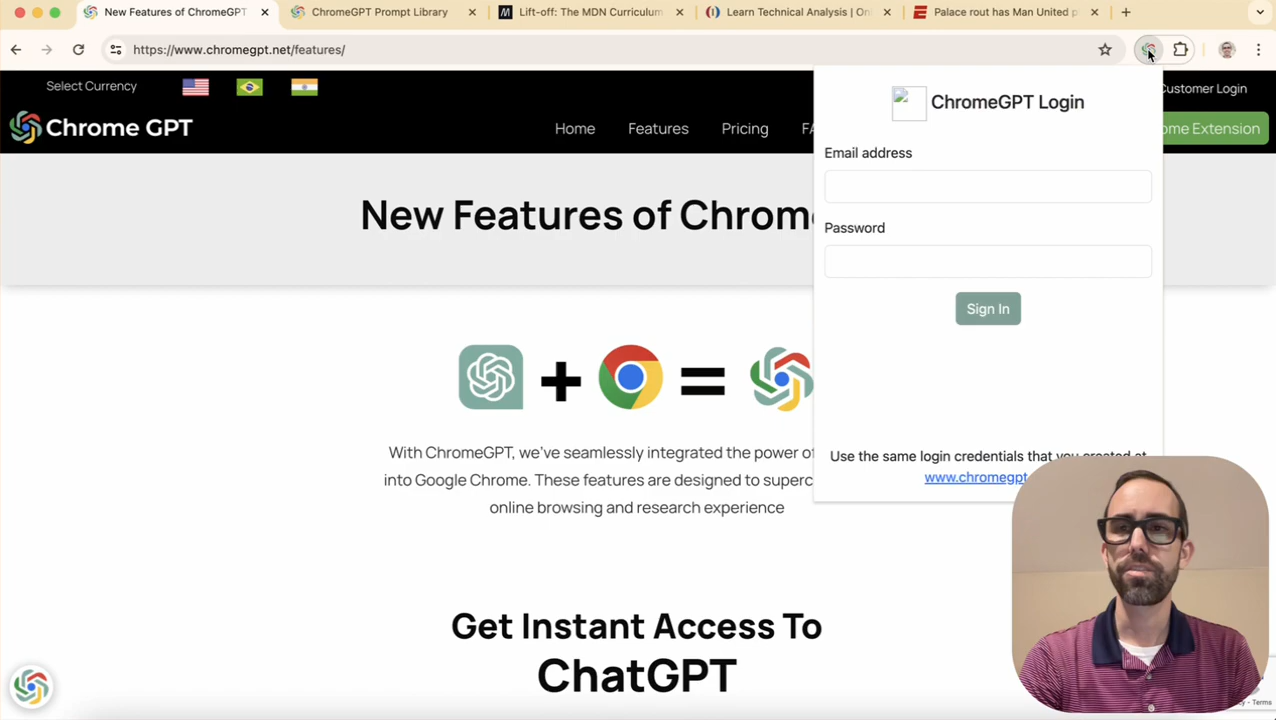 New Features of ChromeGPT
ChromeGPT Prompt Library
Lift-off: The MDN Curriculum
Learn Technical Analysis | Onl
Palace rout has Man United p
https://www.chromegpt.net/features/
Select Currency
Customer Login
Chrome GPT
Home
Features
Pricing
FA
ome Extension
ChromeGPT Login
Email address
Password
Sign In
Use the same login credentials that you created at
www.chromegpt
New Features of Chrome
With ChromeGPT, we've seamlessly integrated the power of
into Google Chrome. These features are designed to superc
online browsing and research experience
Get Instant Access To
ChatGPT
Terms